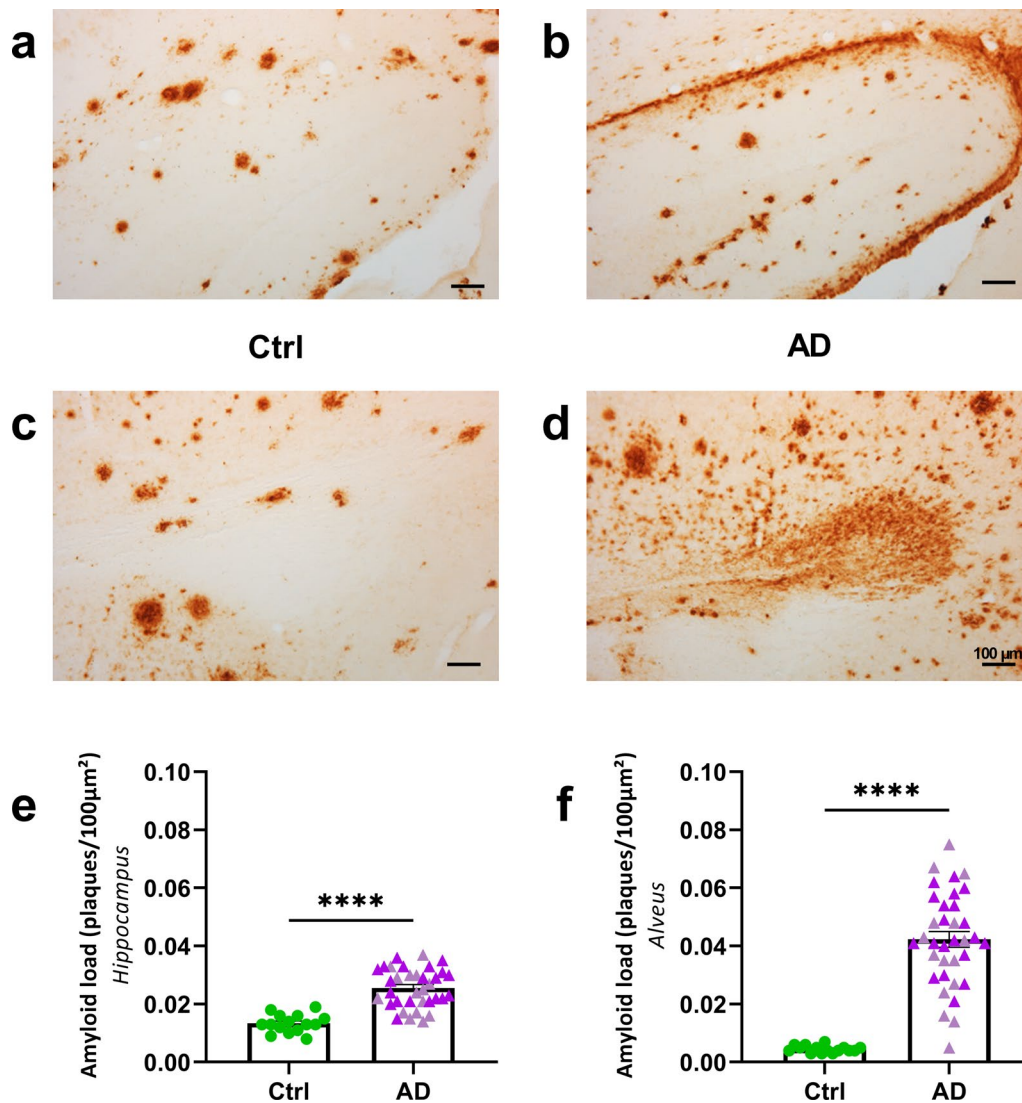 a
b
Ctrl
AD
c
d
100 µm
e
Amyloid load (plaques/100µm²)
Hippocampus
0.10
0.08
0.06
0.04
0.02
0.00
****
Ctrl
AD
f
Amyloid load (plaques/100µm²)
Alveus
0.10
0.08
0.06
0.04
0.02
0.00
****
Ctrl
AD